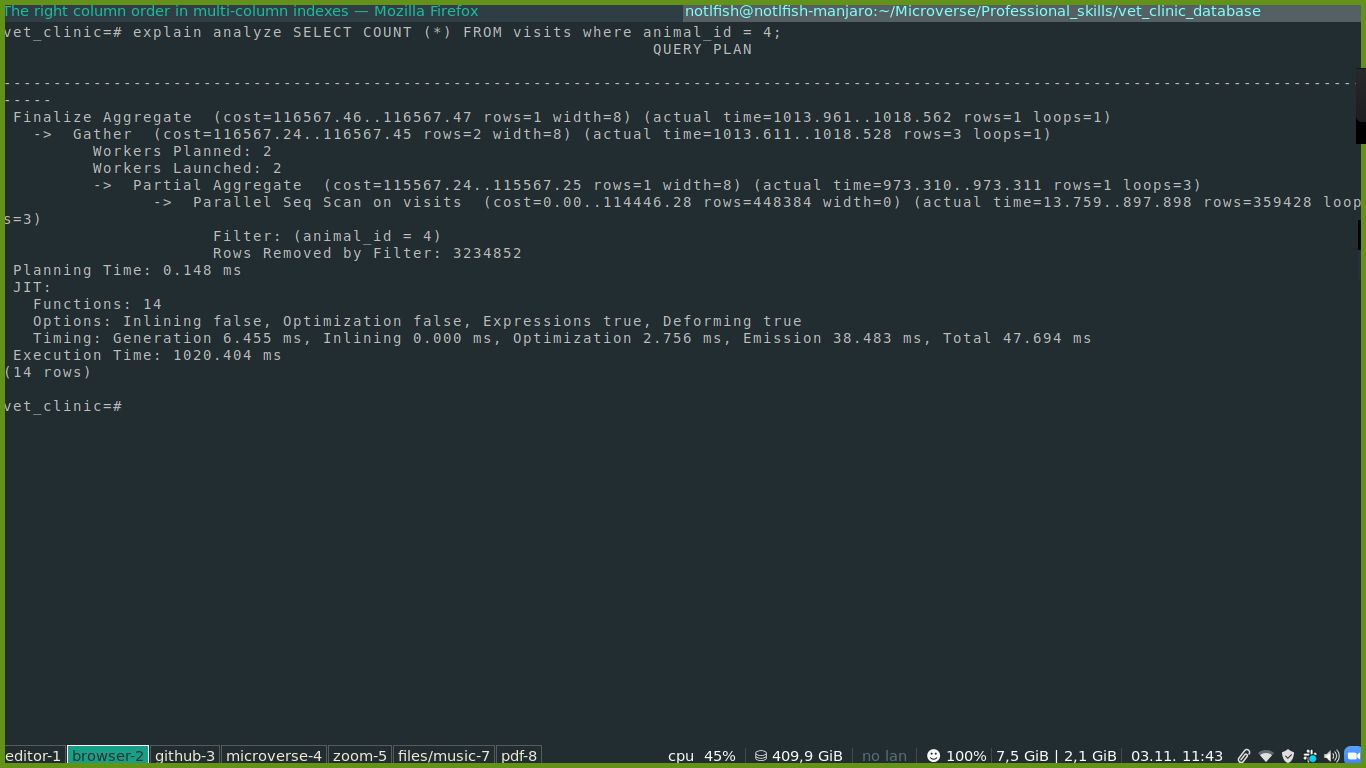 The right column order in multi-column indexes — Mozilla Firefox
notlfish@notlfish-manjaro:~/Microverse/Professional_skills/vet_clinic_database
vet_clinic=# explain analyze SELECT COUNT (*) FROM visits where animal_id = 4;
QUERY PLAN
---------------------------------------------------------------------------------------------------------------------------------------
-----
Finalize Aggregate  (cost=116567.46..116567.47 rows=1 width=8) (actual time=1013.961..1018.562 rows=1 loops=1)
->  Gather  (cost=116567.24..116567.45 rows=2 width=8) (actual time=1013.611..1018.528 rows=3 loops=1)
Workers Planned: 2
Workers Launched: 2
->  Partial Aggregate  (cost=115567.24..115567.25 rows=1 width=8) (actual time=973.310..973.311 rows=1 loops=3)
->  Parallel Seq Scan on visits  (cost=0.00..114446.28 rows=448384 width=0) (actual time=13.759..897.898 rows=359428 loop
s=3)
Filter: (animal_id = 4)
Rows Removed by Filter: 3234852
Planning Time: 0.148 ms
JIT:
Functions: 14
Options: Inlining false, Optimization false, Expressions true, Deforming true
Timing: Generation 6.455 ms, Inlining 0.000 ms, Optimization 2.756 ms, Emission 38.483 ms, Total 47.694 ms
Execution Time: 1020.404 ms
(14 rows)
vet_clinic=#
editor-1 browser-2 github-3 microverse-4 zoom-5 files/music-7 pdf-8 cpu 45% 409,9 GiB no lan 100% 7,5 GiB | 2,1 GiB 03.11. 11:43